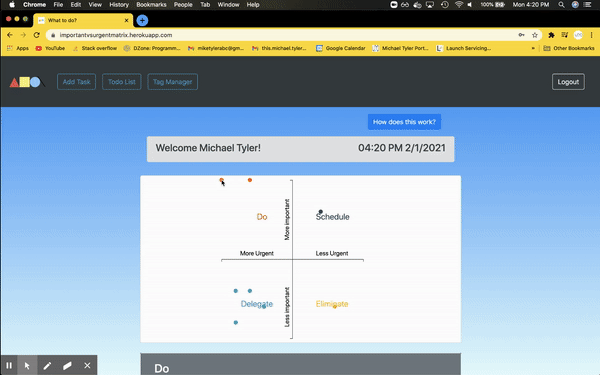 Chrome File Edit View History Bookmarks People Tab Window Help 100% Mon 4:20 PM
What to do?
importantvsurgentmatrix.herokuapp.com
Apps YouTube Stack overflow DZone: Programm... miketylerabc@gm... this.michael.tyler... Google Calendar Michael Tyler Port... Launch Servicing... Other Bookmarks
Add Task Todo List Tag Manager Logout
How does this work?
Welcome Michael Tyler! 04:20 PM 2/1/2021
More important
Do Schedule
More Urgent Less Urgent
Less important
Delegate Eliminate
Do